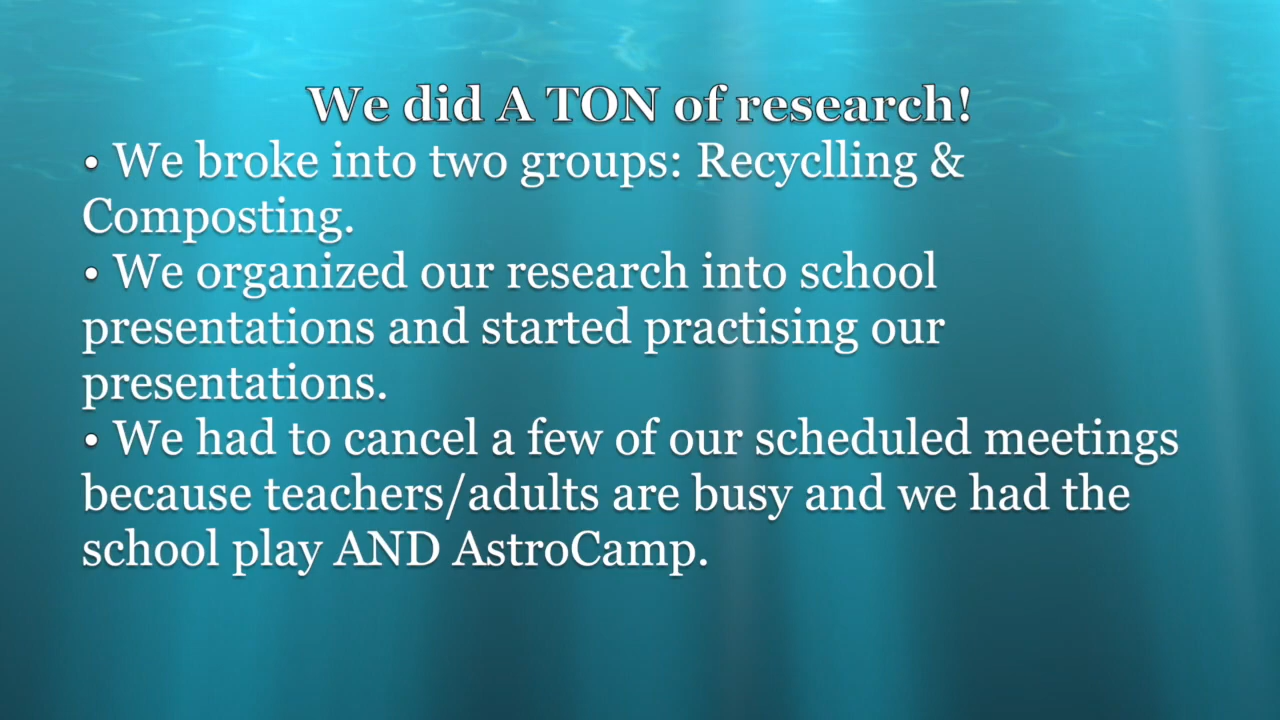 We did A TON of research!
• We broke into two groups: Recyclling &
Composting.
• We organized our research into school
presentations and started practising our
presentations.
• We had to cancel a few of our scheduled meetings
because teachers/adults are busy and we had the
school play AND AstroCamp.